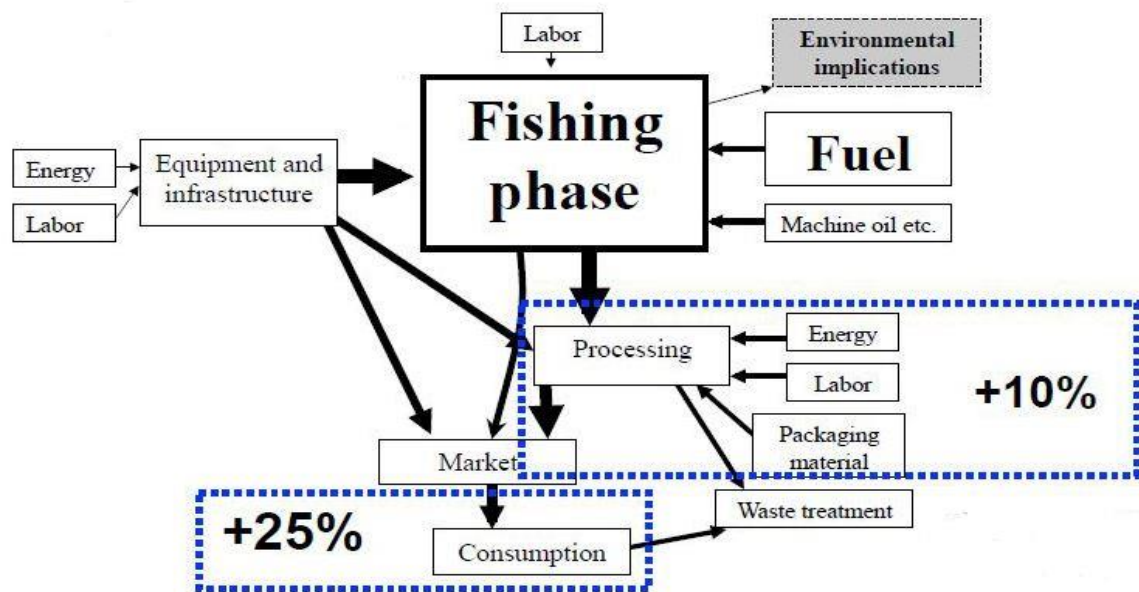 Labor
Environmental
implications
Fishing
phase
Fuel
Energy
Equipment and
infrastructure
Labor
Machine oil etc.
Processing
Energy
Labor
+10%
Packaging
material
Market
Waste treatment
+25%
Consumption